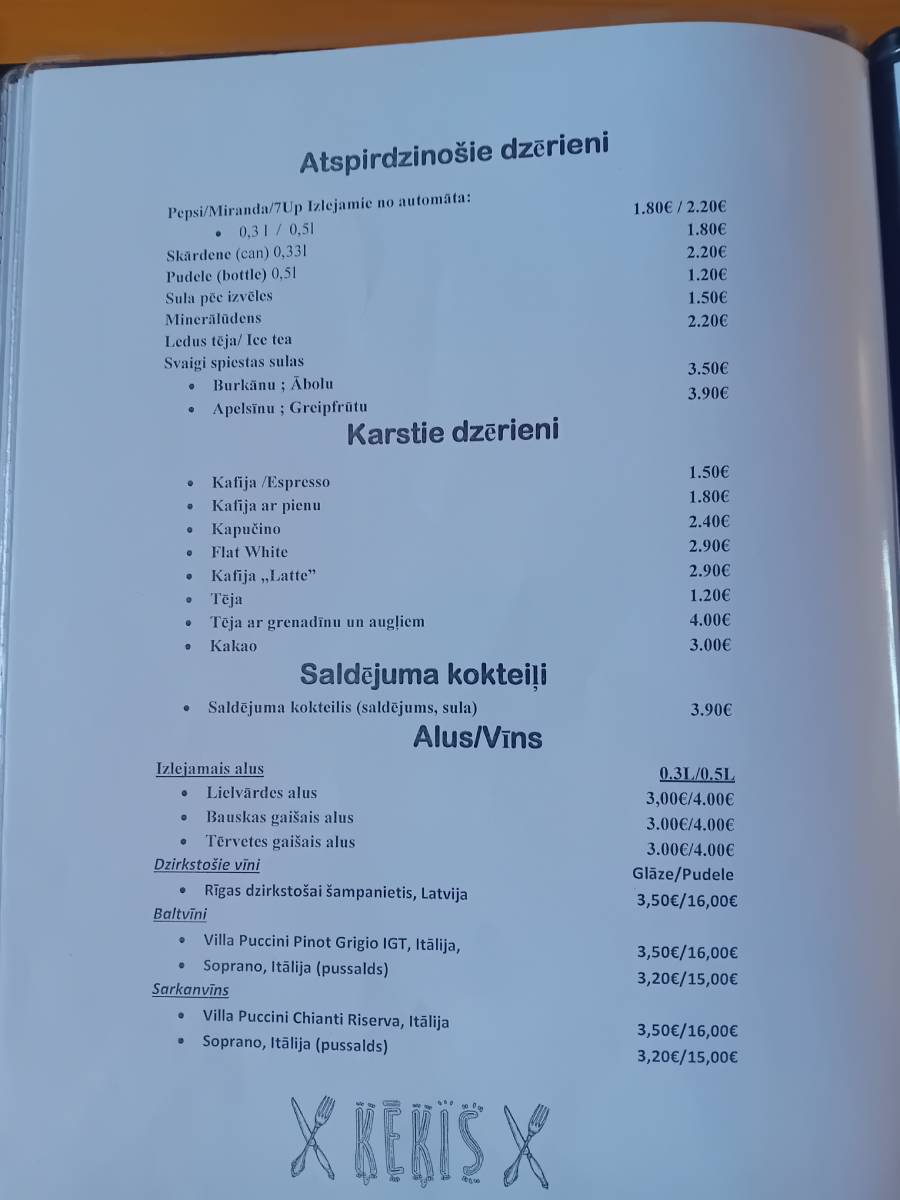 Atspirdzinošie dzērieni
Pepsi/Miranda/7Up Izlejamie no automāta:
• 0,3 l / 0,5l 1.80€ / 2.20€
Skārdene (can) 0,33l 1.80€
Pudele (bottle) 0,5l 2.20€
Sula pēc izvēles 1.20€
Minerālūdens 1.50€
Ledus tēja/ Ice tea 2.20€
Svaigi spiestas sulas
• Burkānu ; Ābolu 3.50€
• Apelsīnu ; Greipfrūtu 3.90€
Karstie dzērieni
• Kafija /Espresso 1.50€
• Kafija ar pienu 1.80€
• Kapučino 2.40€
• Flat White 2.90€
• Kafija „Latte” 2.90€
• Tēja 1.20€
• Tēja ar grenadīnu un augļiem 4.00€
• Kakao 3.00€
Saldējuma kokteiļi
• Saldējuma kokteilis (saldējums, sula) 3.90€
Alus/Vīns
Izlejamais alus 0.3L/0.5L
• Lielvārdes alus 3,00€/4.00€
• Bauskas gaišais alus 3.00€/4.00€
• Tērvetes gaišais alus 3.00€/4.00€
Dzirkstošie vīni Glāze/Pudele
• Rīgas dzirkstošai šampanietis, Latvija 3,50€/16,00€
Baltvīni
• Villa Puccini Pinot Grigio IGT, Itālija, 3,50€/16,00€
• Soprano, Itālija (pussalds) 3,20€/15,00€
Sarkanvīns
• Villa Puccini Chianti Riserva, Itālija 3,50€/16,00€
• Soprano, Itālija (pussalds) 3,20€/15,00€
ĶĒĶIŠ